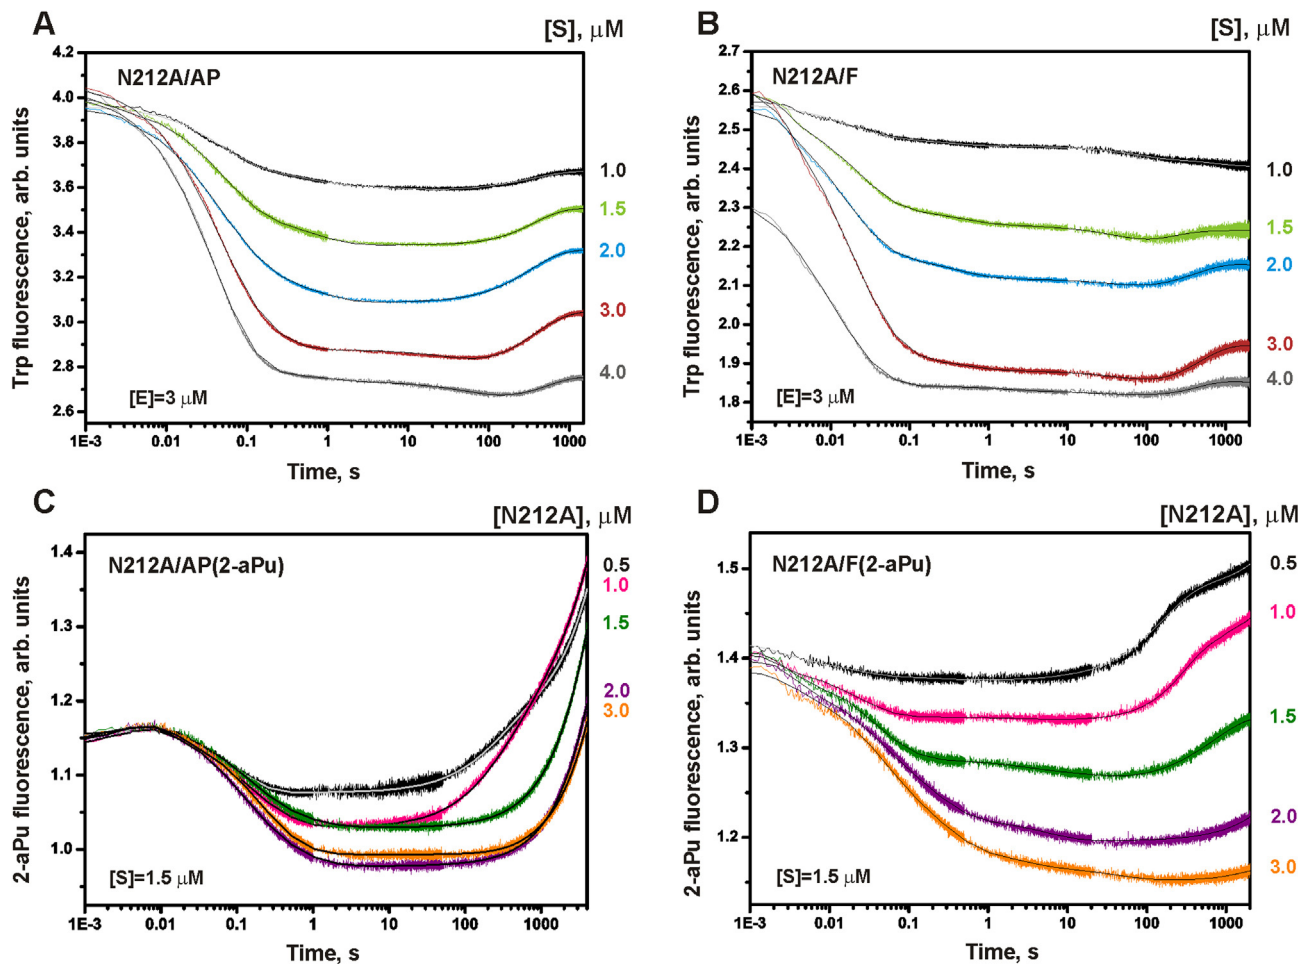 A
[S], μM
N212A/AP
Trp fluorescence, arb. units
4.2
4.0
3.8
3.6
3.4
3.2
3.0
2.8
2.6
1.0
1.5
2.0
3.0
4.0
[E]=3 μM
1E-3 0.01 0.1 1 10 100 1000
Time, s
B
[S], μM
N212A/F
Trp fluorescence, arb. units
2.7
2.6
2.5
2.4
2.3
2.2
2.1
2.0
1.9
1.8
1.0
1.5
2.0
3.0
4.0
[E]=3 μM
1E-3 0.01 0.1 1 10 100 1000
Time, s
C
[N212A], μM
N212A/AP(2-aPu)
2-aPu fluorescence, arb. units
1.4
1.3
1.2
1.1
1.0
0.5
1.0
1.5
2.0
3.0
[S]=1.5 μM
1E-3 0.01 0.1 1 10 100 1000
Time, s
D
[N212A], μM
N212A/F(2-aPu)
2-aPu fluorescence, arb. units
1.5
1.4
1.3
1.2
0.5
1.0
1.5
2.0
3.0
[S]=1.5 μM
1E-3 0.01 0.1 1 10 100 1000
Time, s